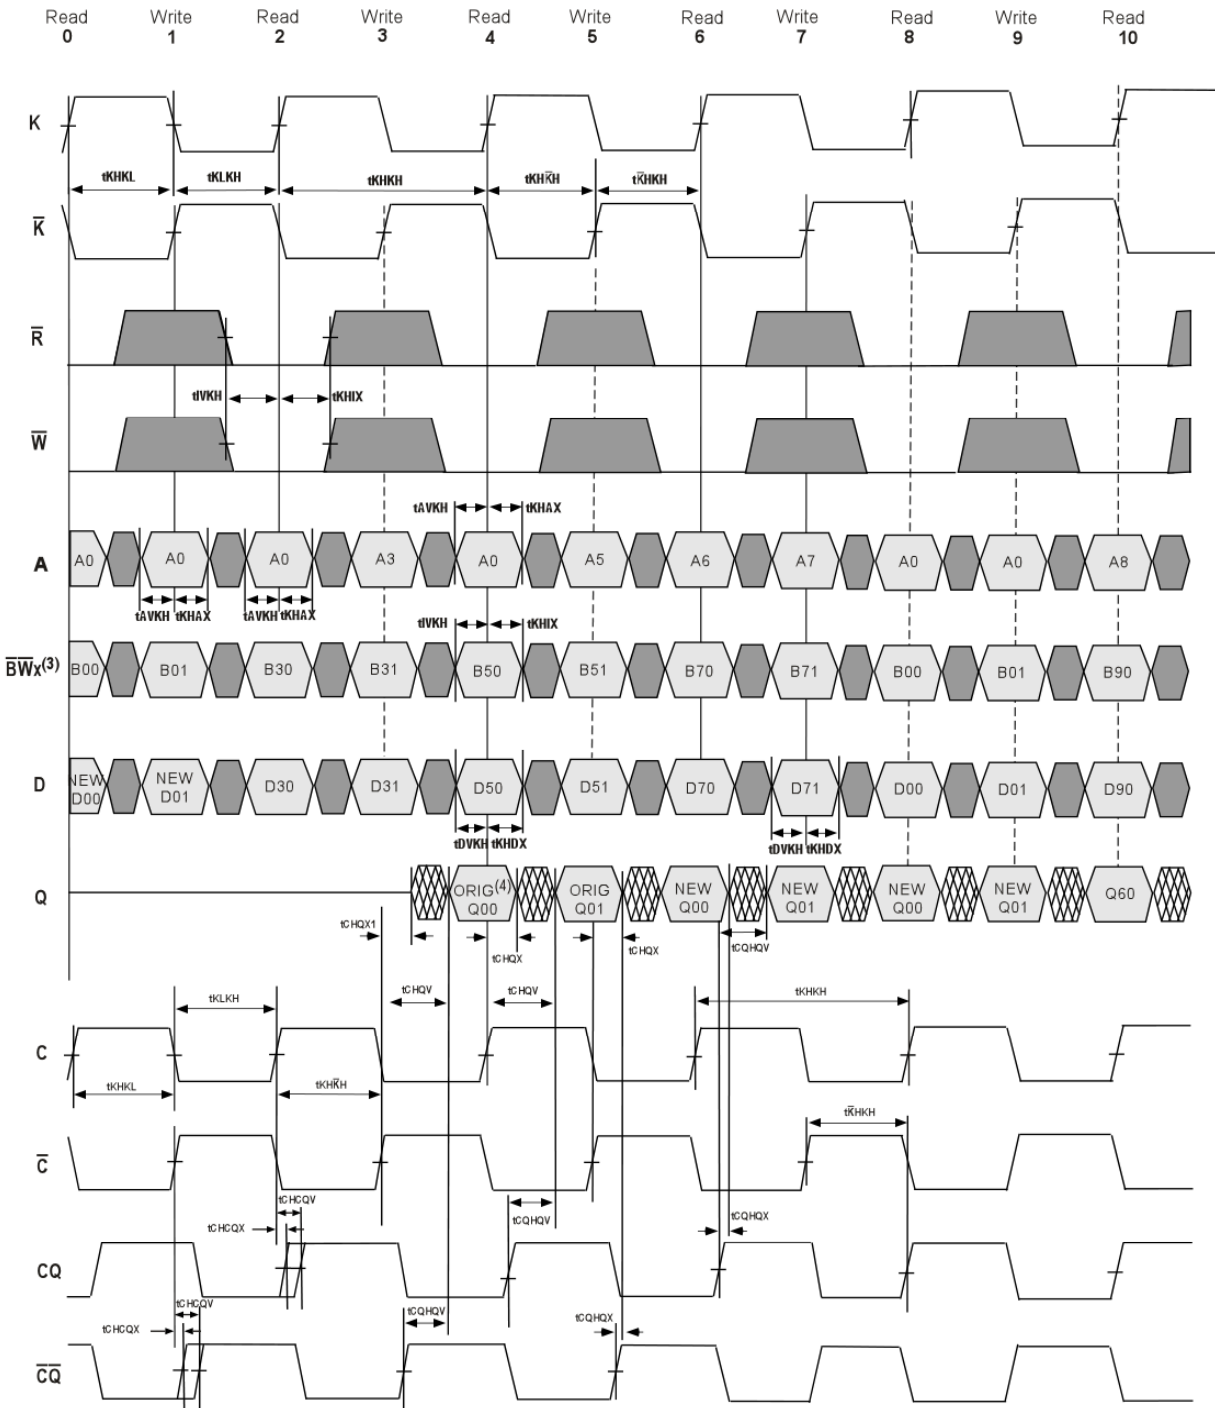 Read Write Read Write Read Write Read Write Read Write Read
0 1 2 3 4 5 6 7 8 9 10
K
tKHKL tKLKH tKHKH tKHK̅H tK̅HKH
K̅
R̅
tIVKH tKHIX
W̅
tAVKH tKHAX
A A0 A0 A0 A3 A0 A5 A6 A7 A0 A0 A8
tAVKH tKHAX tAVKH tKHAX
tIVKH tKHIX
B̅W̅x(3) B00 B01 B30 B31 B50 B51 B70 B71 B00 B01 B90
D NEW D00 NEW D01 D30 D31 D50 D51 D70 D71 D00 D01 D90
tDVKH tKHDX tDVKH tKHDX
Q ORIG(4) Q00 ORIG Q01 NEW Q00 NEW Q01 NEW Q00 NEW Q01 Q60
tCHQX1 tCHQX tCHQX tCQHQV
tCHQV tCHQV
tKLKH tKHKH
C
tKHKL tKHK̅H
tK̅HKH
C̅
tCHCQV
tCHCQX tCQHQV tCQHQX
CQ
tCHCQV
tCHCQX tCQHQV tCQHQX
C̅Q̅